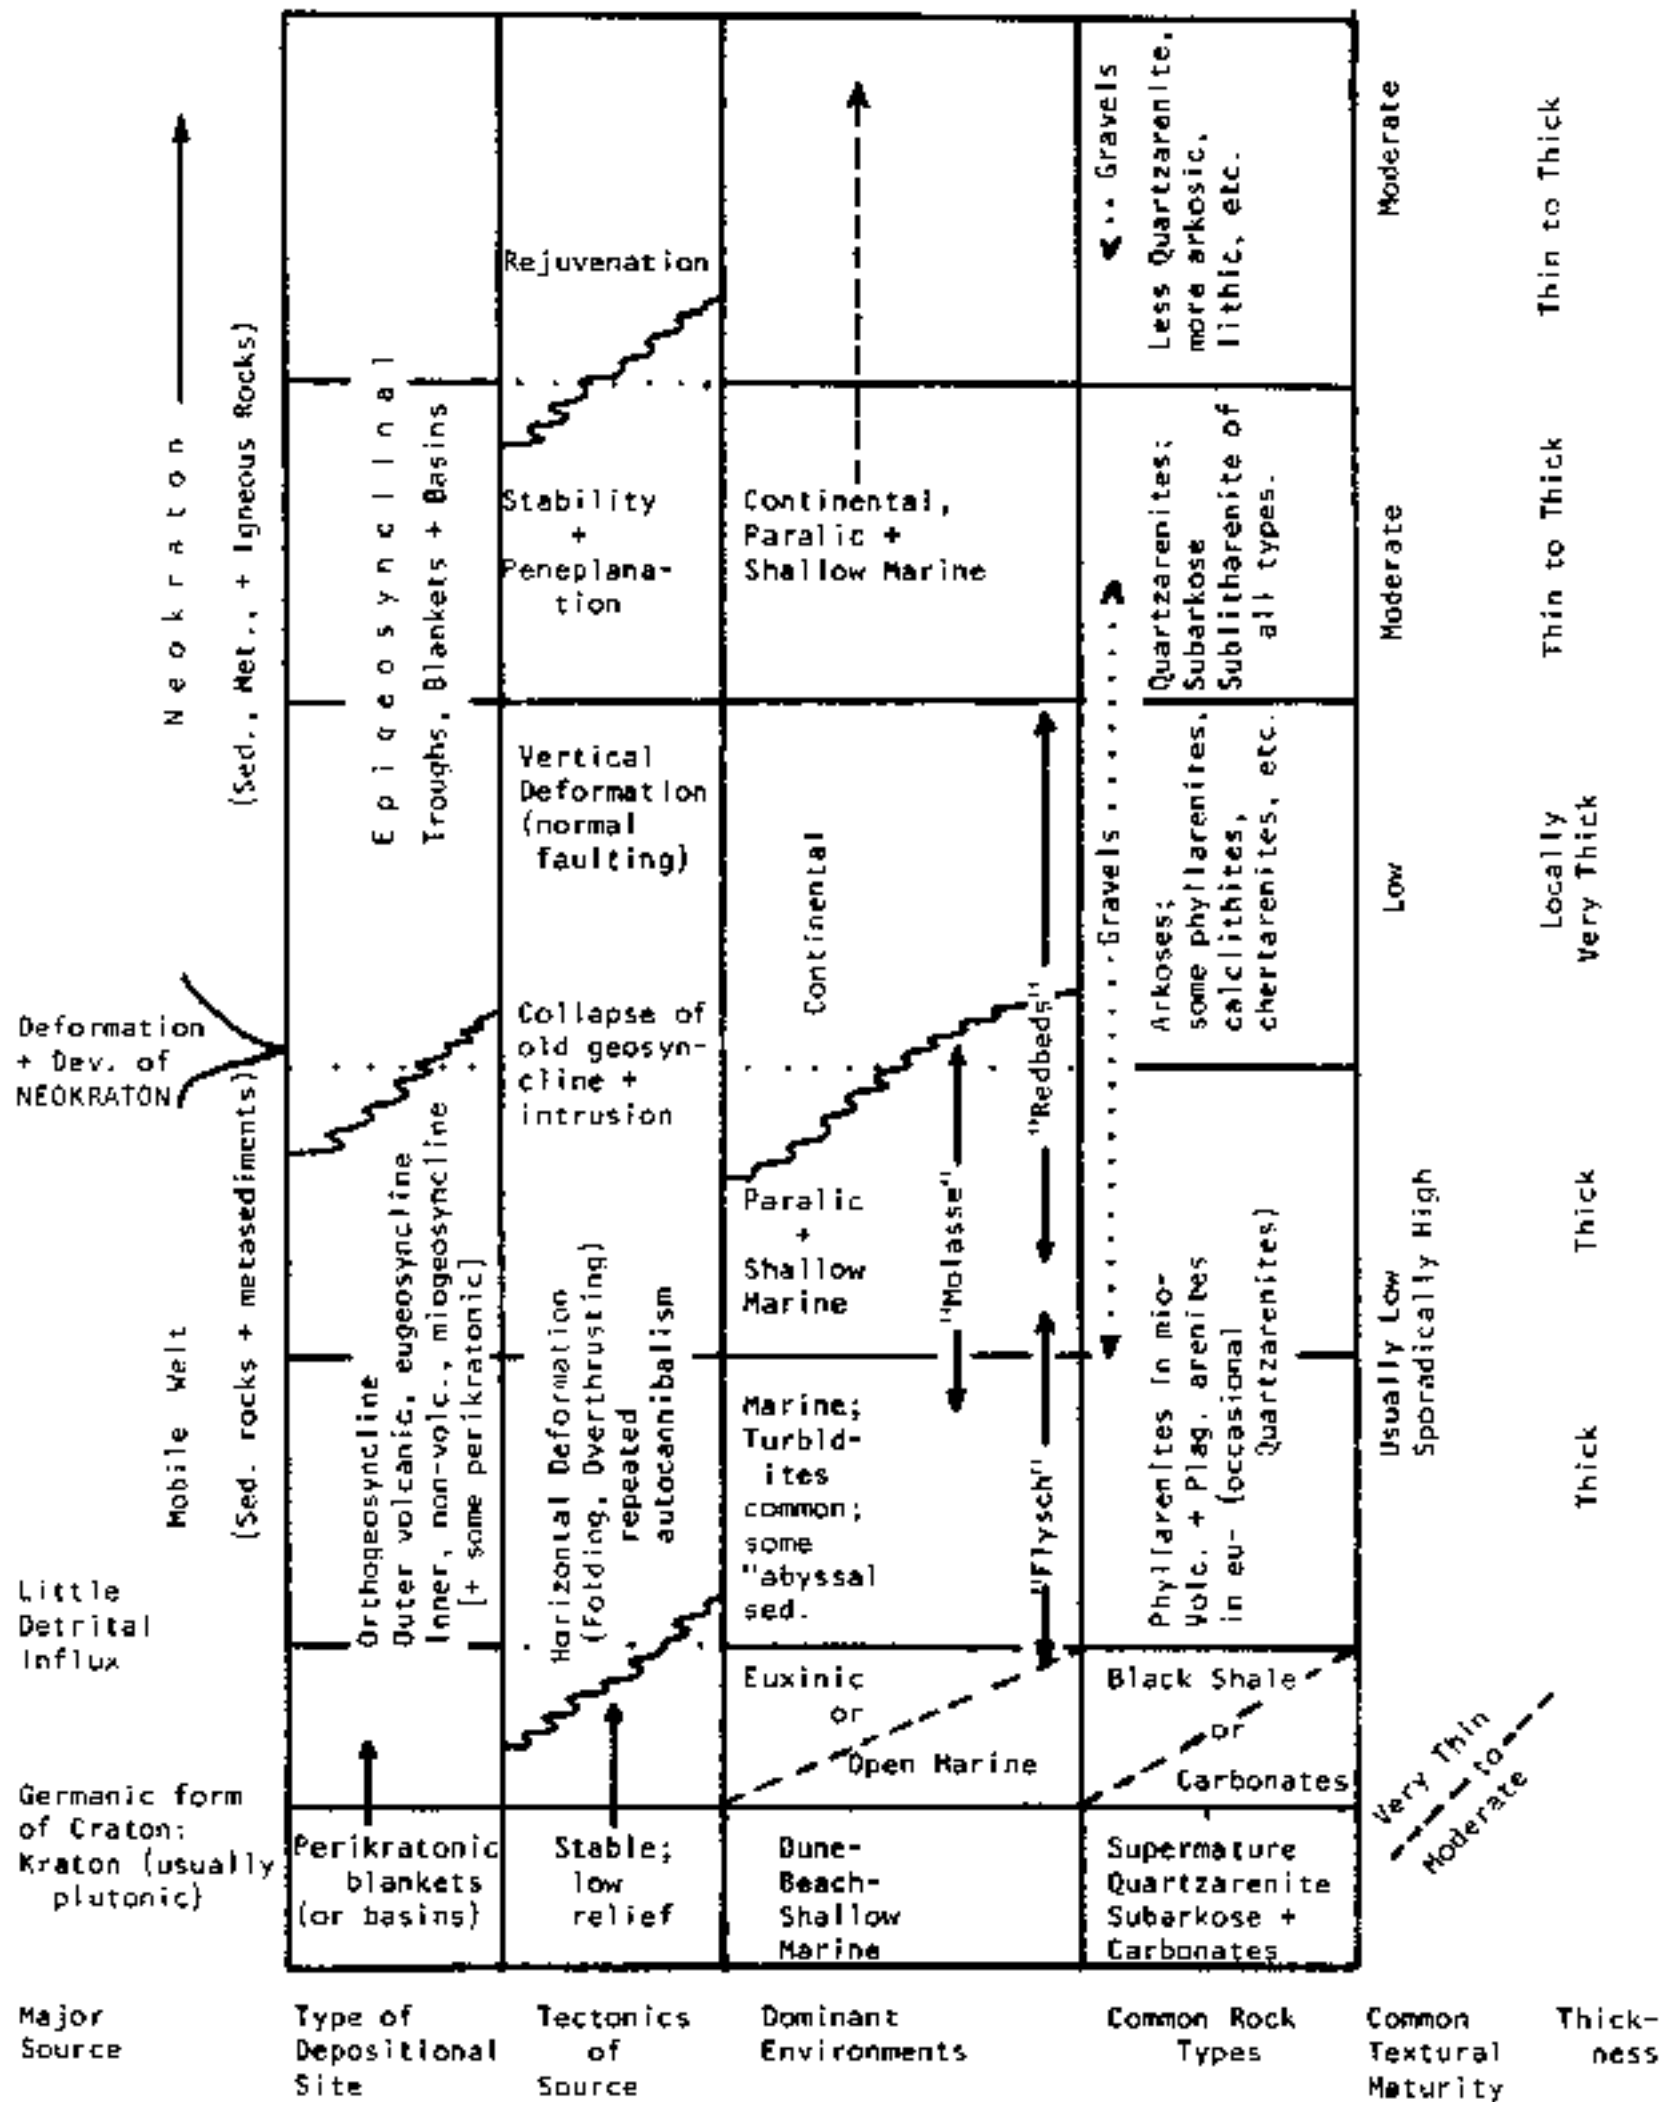 Neokraton
(Sed., Met., + Igneous Rocks)
Deformation
+ Dev. of
NEOKRATON
Mobile Welt
(Sed. rocks + metasediments)
Little
Detrital
Influx
Germanic form
of Craton:
Kraton (usually
plutonic)
Major
Source
Epigeosynclinal
Troughs, Blankets + Basins
Orthogeosyncline
Outer volcanic, eugeosyncline
Inner, non-volc., miogeosyncline
[+ some perikratonic]
Perikratonic
blankets
(or basins)
Type of
Depositional
Site
Rejuvenation
Stability
+
Peneplana-
tion
Vertical
Deformation
(normal
faulting)
Collapse of
old geosyn-
cline +
intrusion
Horizontal Deformation
(Folding, Overthrusting)
repeated
autocannibalism
Stable;
low
relief
Tectonics
of
Source
Continental,
Paralic +
Shallow Marine
Continental
"Redbeds"
Paralic
+
Shallow
Marine
"Molasse"
Marine;
Turbid-
ites
common;
some
"abyssal
sed.
"Flysch"
Euxinic
or
Open Marine
Dune-
Beach-
Shallow
Marine
Dominant
Environments
Gravels
Less Quartzarenite,
more arkosic,
lithic, etc.
Quartzarenites;
Subarkose
Sublitharenite of
all types.
Gravels
Arkoses;
some phyllarenites,
calclithites,
chertarenites, etc.
Phyllarenites in mio-
Volc. + Plag. arenites
in eu- (occasional
Quartzarenites)
Black Shale
or
Carbonates
Supermature
Quartzarenite
Subarkose +
Carbonates
Common Rock
Types
Moderate
Moderate
Low
Usually Low
Sporadically High
Very Thin
to
Moderate
Common
Textural
Maturity
Thin to Thick
Thin to Thick
Locally
Very Thick
Thick
Thick
Thick-
ness